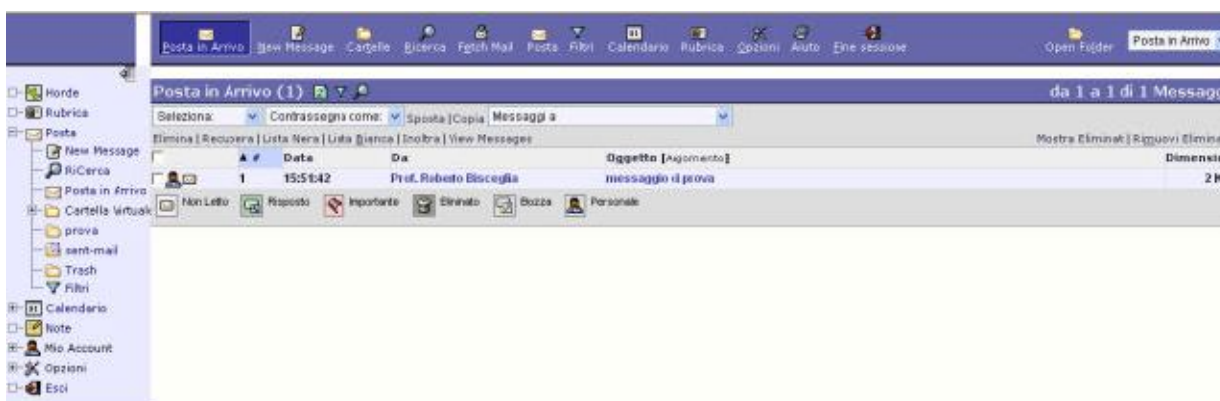 Posta in Arrivo New Message Cartelle Ricerca Fetch Mail Posta Filtri Calendario Rubrica Opzioni Aiuto Fine sessione Open Folder Posta in Arrivo
Horde
Rubrica
Posta
New Message
RiCerca
Posta in Arrivo
Cartella Virtuale
prova
sent-mail
Trash
Filtri
Calendario
Note
Mio Account
Opzioni
Esci
Posta in Arrivo (1) da 1 a 1 di 1 Messagg
Seleziona: Contrassegna come: Sposta | Copia Messaggi a
Elimina | Recupera | Lista Nera | Lista Bianca | Inoltra | View Messages Mostra Eliminati | Rimuovi Elimina
# Data Da Oggetto [Argomento] Dimensi
1 15:51:42 Prof. Roberto Bisceglia messaggio di prova 2 K
Non Letto Risposto Importante Eliminato Bozza Personale